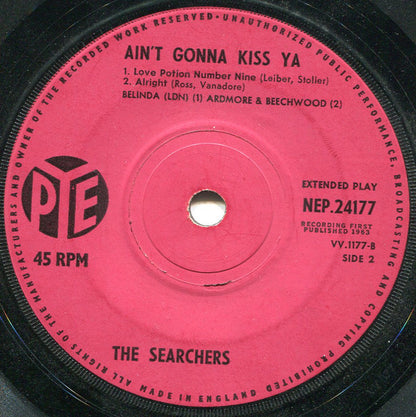 MANUFACTURERS AND OWNER OF THE RECORDED WORK RESERVED · UNAUTHORIZED PUBLIC PERFORMANCE, BROADCASTING AND COPYING PROHIBITED
ALL RIGHTS OF THE
MADE IN ENGLAND
AIN'T GONNA KISS YA
1. Love Potion Number Nine (Leiber, Stoller)
2. Alright (Ross, Vanadore)
BELINDA (LDN) (1) ARDMORE & BEECHWOOD (2)
PYE
EXTENDED PLAY
NEP.24177
RECORDING FIRST
PUBLISHED 1963
VV.1177-B
SIDE 2
45 RPM
THE SEARCHERS